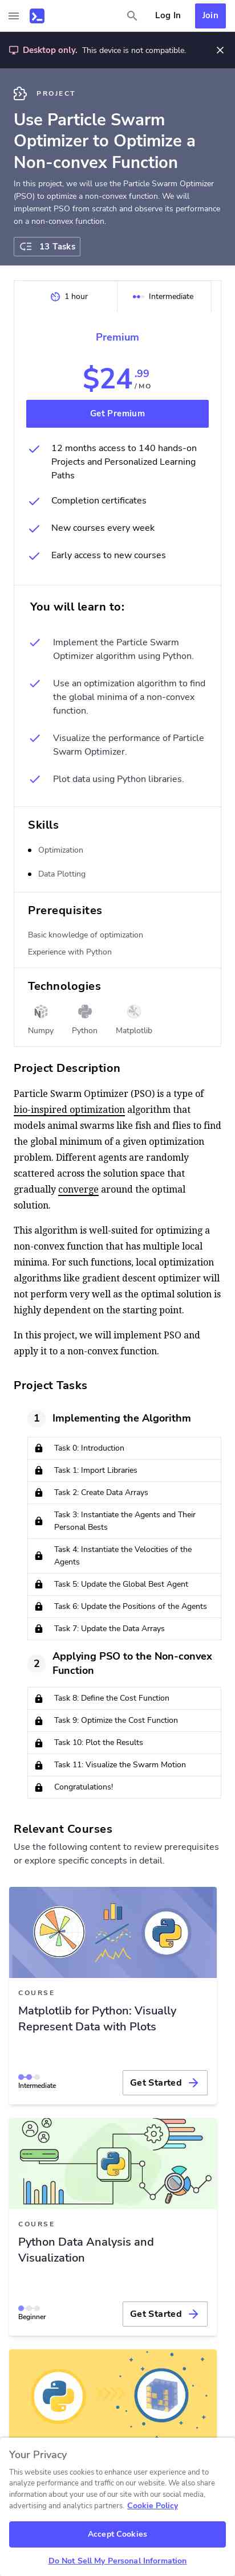 Log In
Join
Desktop only. This device is not compatible.
PROJECT
Use Particle Swarm
Optimizer to Optimize a
Non-convex Function
In this project, we will use the Particle Swarm Optimizer
(PSO) to optimize a non-convex function. We will
implement PSO from scratch and observe its performance
on a non-convex function.
13 Tasks
1 hour
Intermediate
Premium
$24.99
/MO
Get Premium
12 months access to 140 hands-on
Projects and Personalized Learning
Paths
Completion certificates
New courses every week
Early access to new courses
You will learn to:
Implement the Particle Swarm
Optimizer algorithm using Python.
Use an optimization algorithm to find
the global minima of a non-convex
function.
Visualize the performance of Particle
Swarm Optimizer.
Plot data using Python libraries.
Skills
Optimization
Data Plotting
Prerequisites
Basic knowledge of optimization
Experience with Python
Technologies
Numpy
Python
Matplotlib
Project Description
Particle Swarm Optimizer (PSO) is a type of
bio-inspired optimization algorithm that
models animal swarms like fish and flies to find
the global minimum of a given optimization
problem. Different agents are randomly
scattered across the solution space that
gradually converge around the optimal
solution.
This algorithm is well-suited for optimizing a
non-convex function that has multiple local
minima. For such functions, local optimization
algorithms like gradient descent optimizer will
not perform very well as the optimal solution is
highly dependent on the starting point.
In this project, we will implement PSO and
apply it to a non-convex function.
Project Tasks
1
Implementing the Algorithm
Task 0: Introduction
Task 1: Import Libraries
Task 2: Create Data Arrays
Task 3: Instantiate the Agents and Their
Personal Bests
Task 4: Instantiate the Velocities of the
Agents
Task 5: Update the Global Best Agent
Task 6: Update the Positions of the Agents
Task 7: Update the Data Arrays
2
Applying PSO to the Non-convex
Function
Task 8: Define the Cost Function
Task 9: Optimize the Cost Function
Task 10: Plot the Results
Task 11: Visualize the Swarm Motion
Congratulations!
Relevant Courses
Use the following content to review prerequisites
or explore specific concepts in detail.
COURSE
Matplotlib for Python: Visually
Represent Data with Plots
Intermediate
Get Started
COURSE
Python Data Analysis and
Visualization
Beginner
Get Started
Your Privacy
This website uses cookies to enhance user experience and to
analyze performance and traffic on our website. We also share
information about your use of our site with our social media,
advertising and analytics partners. Cookie Policy
Accept Cookies
Do Not Sell My Personal Information